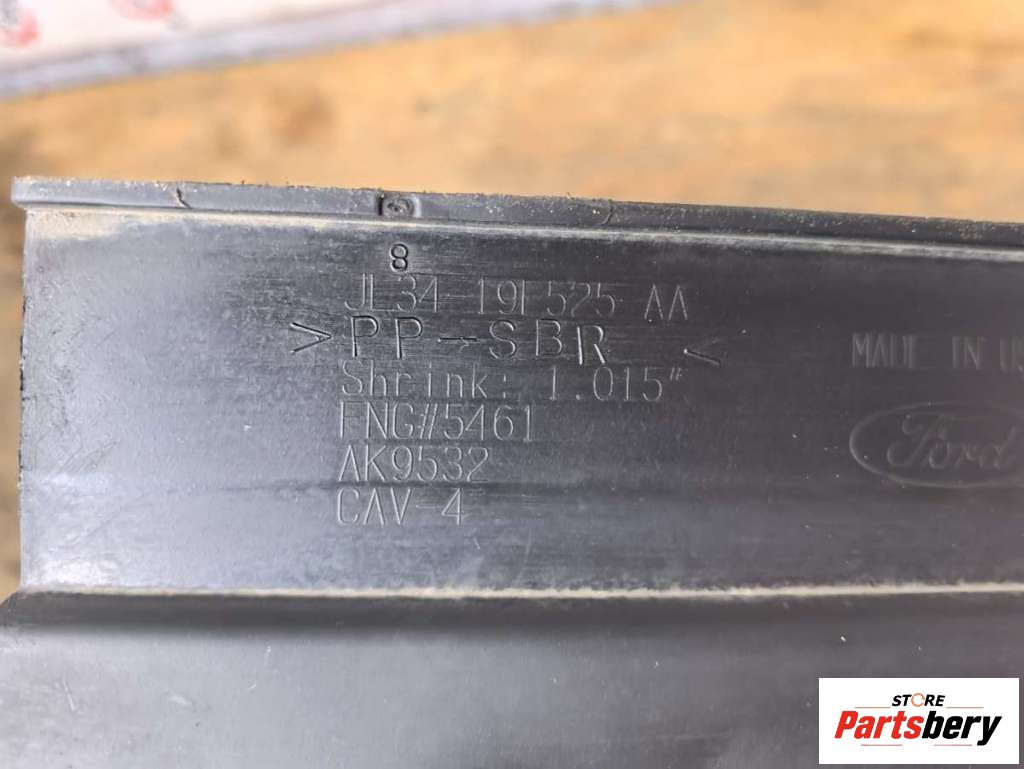 8
JL34-19E525-AA
>PP-SBR<
Shrink: 1.015"
ENG#5461
AK9532
CAV-4
MADE IN US
Ford
STORE
Partsbery